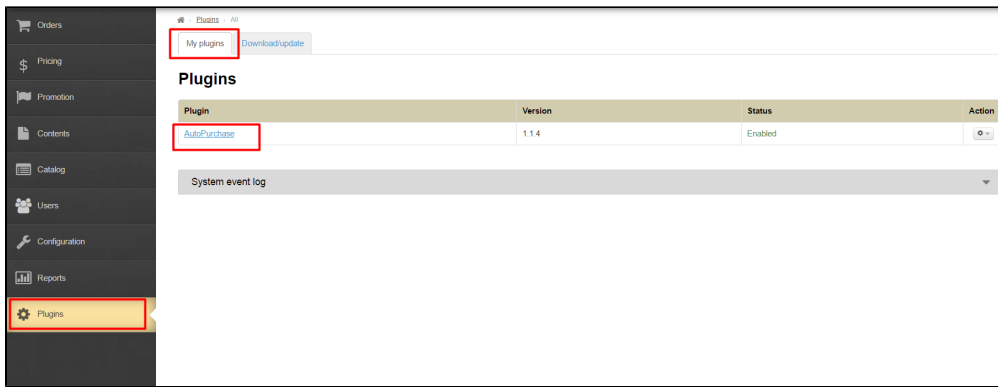 Orders
Pricing
Promotion
Contents
Catalog
Users
Configuration
Reports
Plugins
Plugins › All
My plugins Download/update
Plugins
Plugin Version Status Action
AutoPurchase 1.1.4 Enabled
System event log